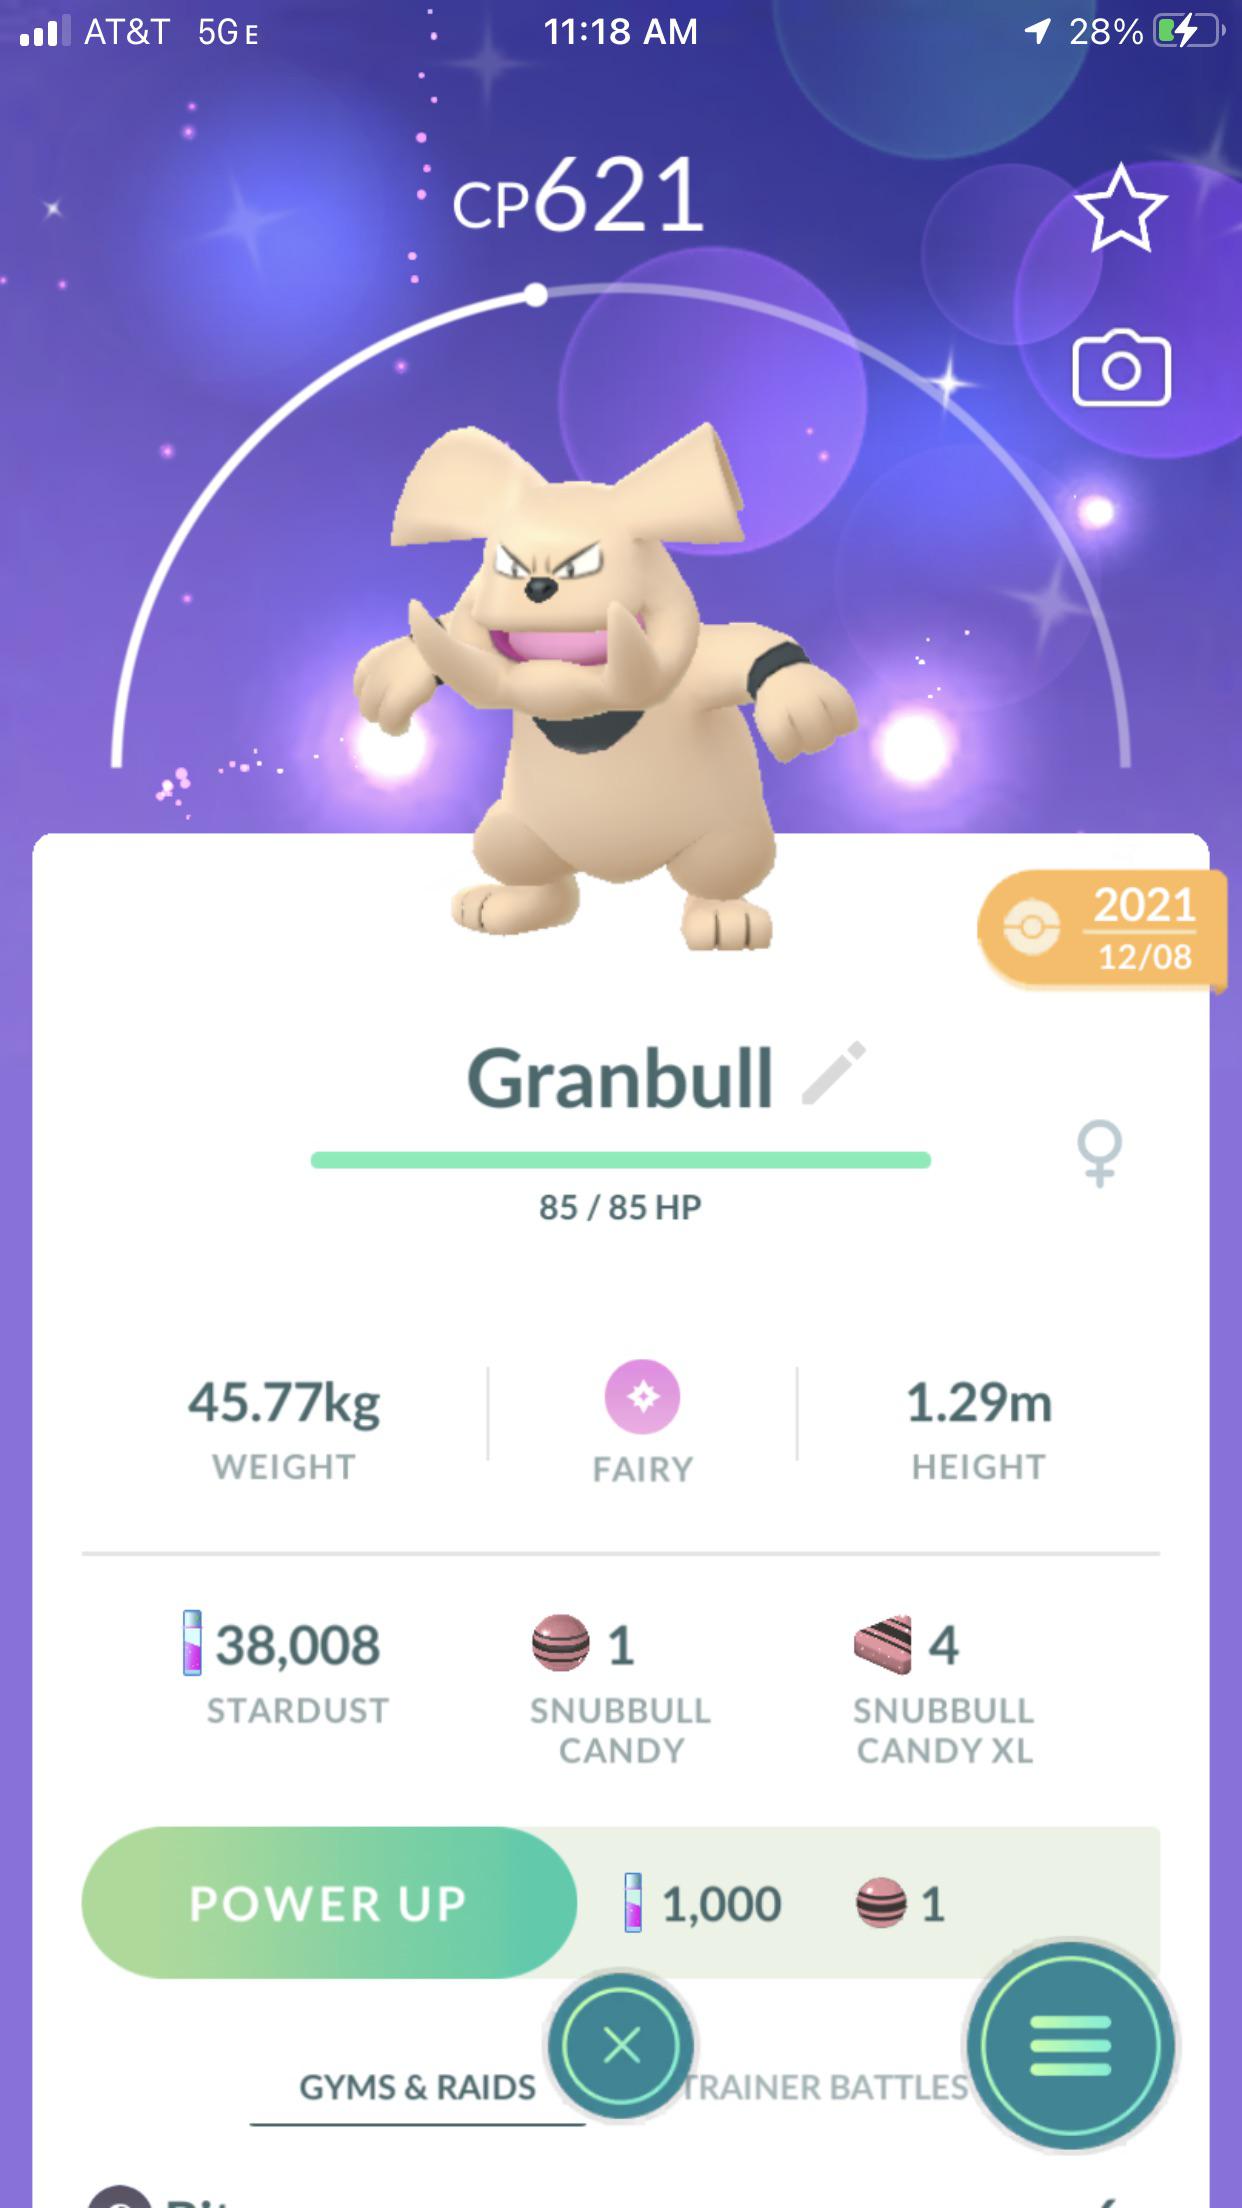 AT&T 5GE 11:18 AM 28%
CP621
2021
12/08
Granbull
85 / 85 HP
45.77kg
WEIGHT
FAIRY
1.29m
HEIGHT
38,008
STARDUST
1
SNUBBULL
CANDY
4
SNUBBULL
CANDY XL
POWER UP 1,000 1
GYMS & RAIDS TRAINER BATTLES